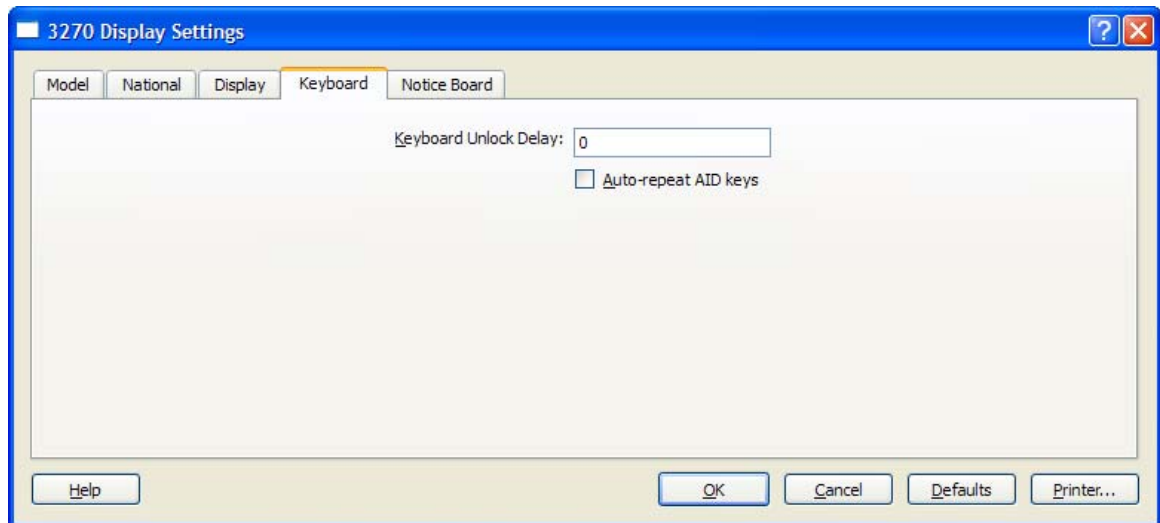 3270 Display Settings
Model National Display Keyboard Notice Board
Keyboard Unlock Delay: 0
Auto-repeat AID keys
Help OK Cancel Defaults Printer...